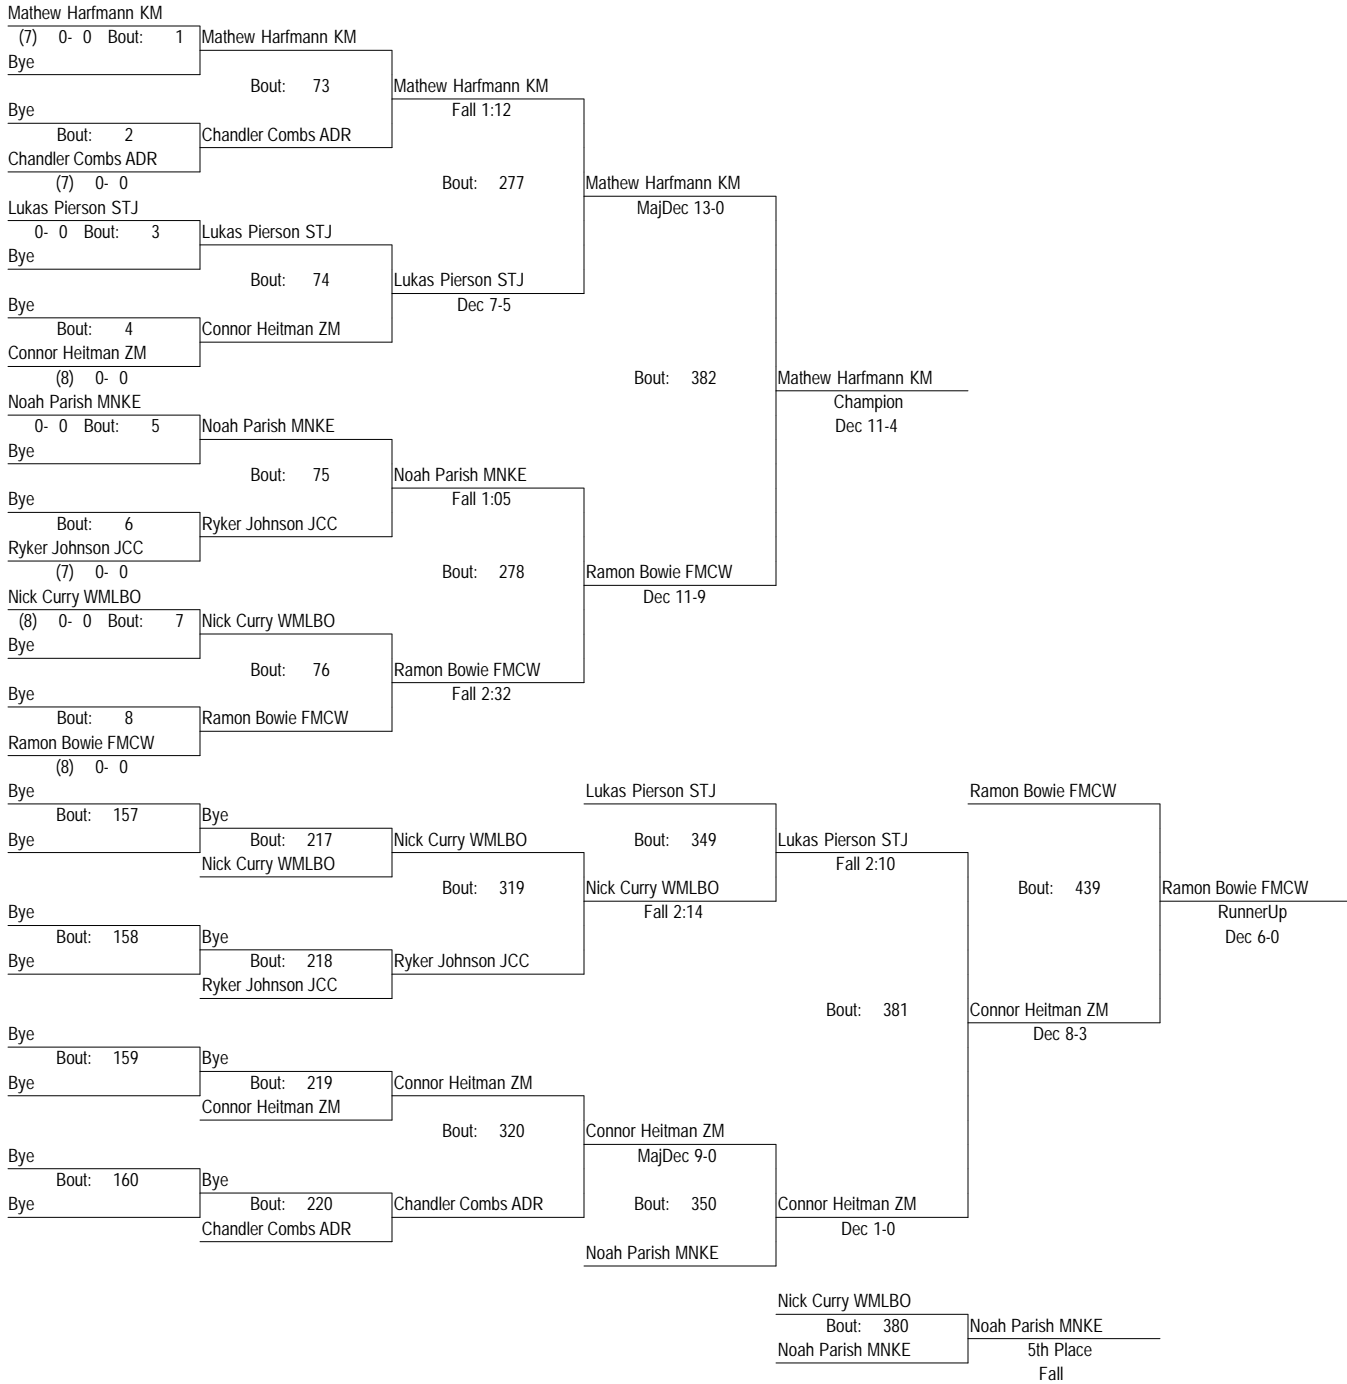 Mathew Harfmann KM
(7) 0- 0 Bout: 1 Mathew Harfmann KM
Bye
Bout: 73 Mathew Harfmann KM
Bye Fall 1:12
Bout: 2 Chandler Combs ADR
Chandler Combs ADR
(7) 0- 0 Bout: 277 Mathew Harfmann KM
Lukas Pierson STJ MajDec 13-0
0- 0 Bout: 3 Lukas Pierson STJ
Bye
Bout: 74 Lukas Pierson STJ
Bye Dec 7-5
Bout: 4 Connor Heitman ZM
Connor Heitman ZM
(8) 0- 0 Bout: 382 Mathew Harfmann KM
Noah Parish MNKE Champion
0- 0 Bout: 5 Noah Parish MNKE Dec 11-4
Bye
Bout: 75 Noah Parish MNKE
Bye Fall 1:05
Bout: 6 Ryker Johnson JCC
Ryker Johnson JCC
(7) 0- 0 Bout: 278 Ramon Bowie FMCW
Nick Curry WMLBO Dec 11-9
(8) 0- 0 Bout: 7 Nick Curry WMLBO
Bye
Bout: 76 Ramon Bowie FMCW
Bye Fall 2:32
Bout: 8 Ramon Bowie FMCW
Ramon Bowie FMCW
(8) 0- 0
Bye Lukas Pierson STJ Ramon Bowie FMCW
Bout: 157 Bye
Bye Bout: 217 Nick Curry WMLBO Bout: 349 Lukas Pierson STJ
Nick Curry WMLBO Fall 2:10
Bout: 319 Nick Curry WMLBO Bout: 439 Ramon Bowie FMCW
Bye Fall 2:14 RunnerUp
Bout: 158 Bye Dec 6-0
Bye Bout: 218 Ryker Johnson JCC
Ryker Johnson JCC
Bout: 381 Connor Heitman ZM
Bye Dec 8-3
Bout: 159 Bye
Bye Bout: 219 Connor Heitman ZM
Connor Heitman ZM
Bout: 320 Connor Heitman ZM
Bye MajDec 9-0
Bout: 160 Bye
Bye Bout: 220 Chandler Combs ADR Bout: 350 Connor Heitman ZM
Chandler Combs ADR Dec 1-0
Noah Parish MNKE
Nick Curry WMLBO
Bout: 380 Noah Parish MNKE
Noah Parish MNKE 5th Place
Fall